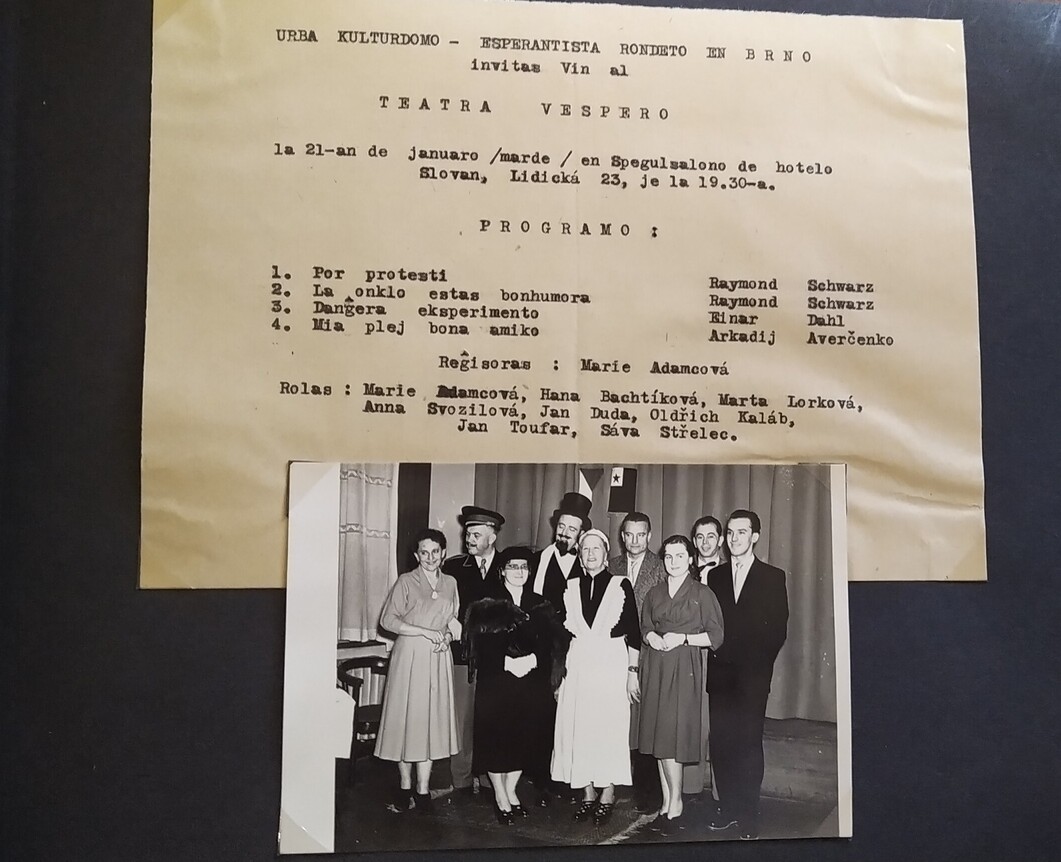 URBA KULTURDOMO - ESPERANTISTA RONDETO EN BRNO
invitas Vin al
TEATRA VESPERO
la 21-an de januaro /marde / en Spegulsalono de hotelo
Slovan, Lidická 23, je la 19.30-a.
PROGRAMO :
1. Por protesti Raymond Schwarz
2. La onklo estas bonhumora Raymond Schwarz
3. Danĝera eksperimento Einar Dahl
4. Mia plej bona amiko Arkadij Averčenko
Reĝisoras : Marie Adamcová
Rolas : Marie Adamcová, Hana Bachtíková, Marta Lorková,
Anna Svozilová, Jan Duda, Oldřich Kaláb,
Jan Toufar, Sáva Střelec.